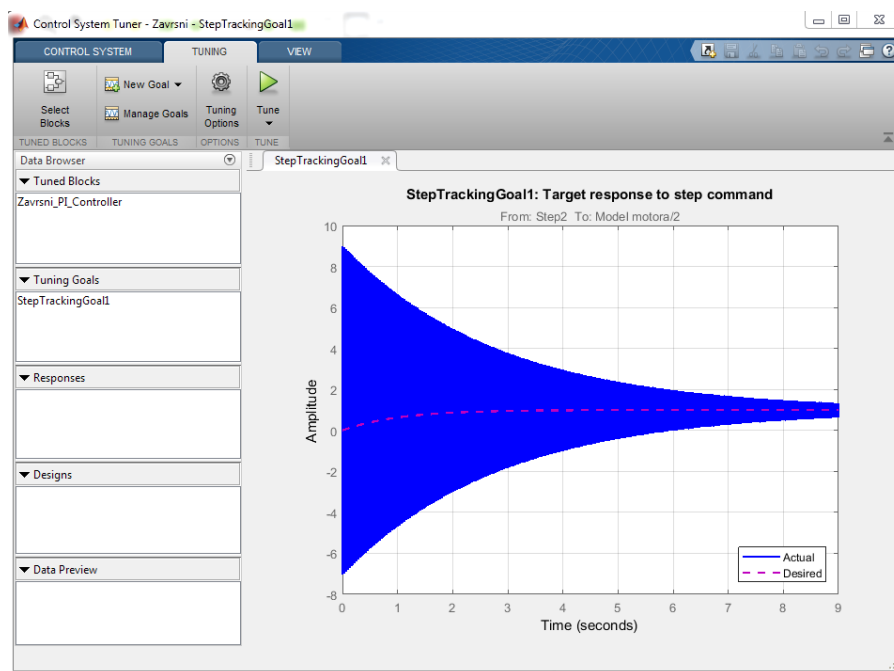 Control System Tuner - Zavrsni - StepTrackingGoal1
CONTROL SYSTEM TUNING VIEW
Select Blocks
New Goal
Manage Goals
Tuning Options
Tune
TUNED BLOCKS TUNING GOALS OPTIONS TUNE
Data Browser
Tuned Blocks
Zavrsni_PI_Controller
Tuning Goals
StepTrackingGoal1
Responses
Designs
Data Preview
StepTrackingGoal1
StepTrackingGoal1: Target response to step command
From: Step2 To: Model motora/2
Amplitude
10
8
6
4
2
0
-2
-4
-6
-8
0 1 2 3 4 5 6 7 8 9
Time (seconds)
Actual
Desired